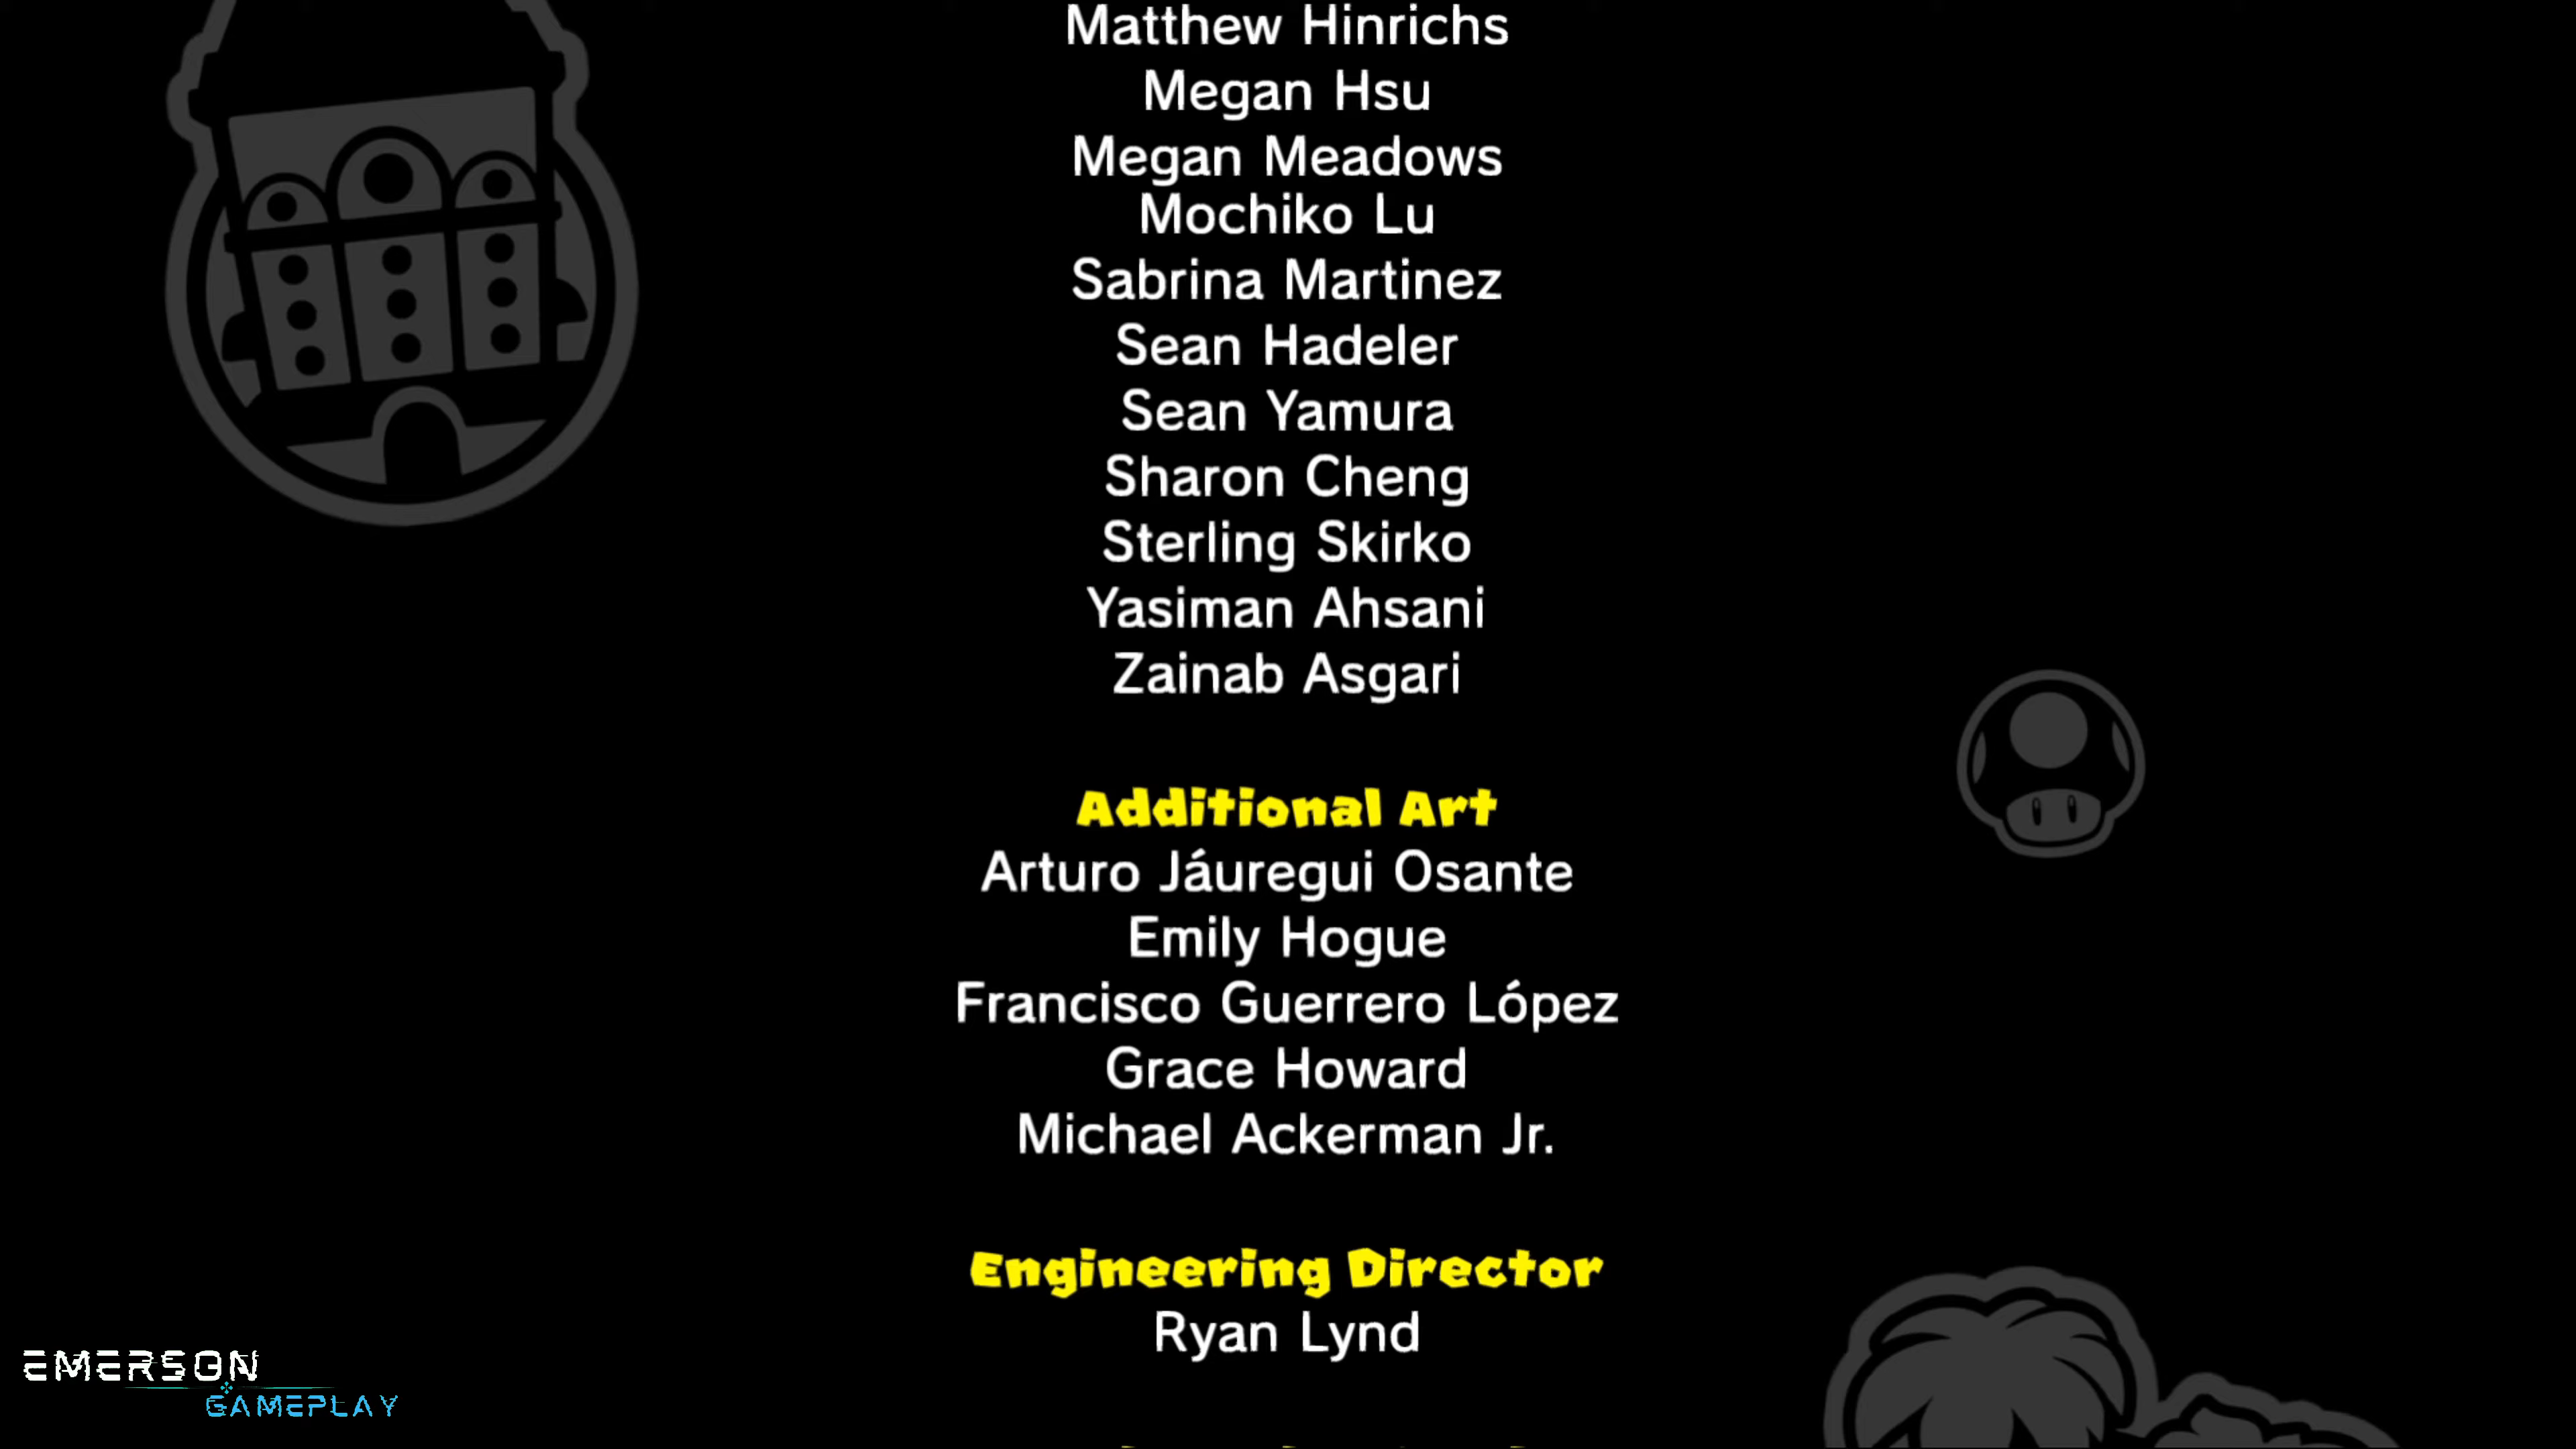 Matthew Hinrichs
Megan Hsu
Megan Meadows
Mochiko Lu
Sabrina Martinez
Sean Hadeler
Sean Yamura
Sharon Cheng
Sterling Skirko
Yasiman Ahsani
Zainab Asgari
Additional Art
Arturo Jáuregui Osante
Emily Hogue
Francisco Guerrero López
Grace Howard
Michael Ackerman Jr.
Engineering Director
Ryan Lynd
EMERSON
GAMEPLAY